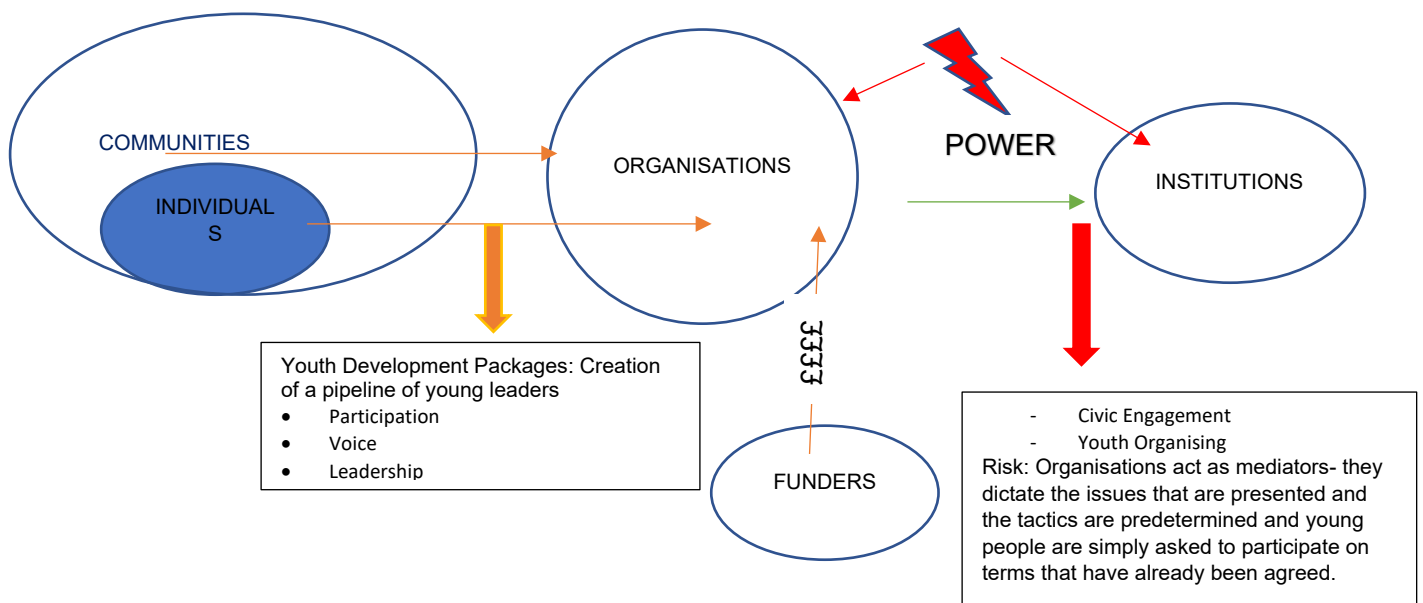 COMMUNITIES
INDIVIDUAL
S
ORGANISATIONS
POWER
INSTITUTIONS
£££££
FUNDERS
Youth Development Packages: Creation
of a pipeline of young leaders
• Participation
• Voice
• Leadership
- Civic Engagement
- Youth Organising
Risk: Organisations act as mediators- they
dictate the issues that are presented and
the tactics are predetermined and young
people are simply asked to participate on
terms that have already been agreed.